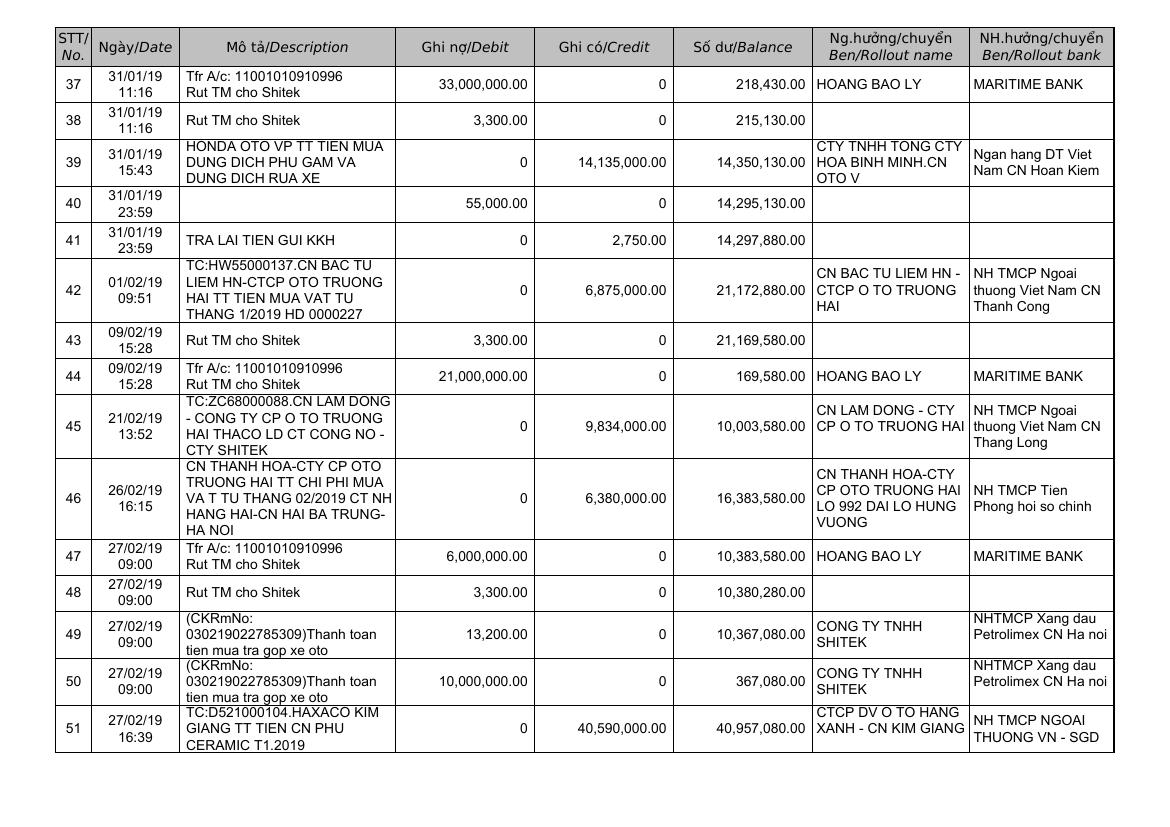 STT/ Ngày/Date Mô tả/Description Ghi nợ/Debit Ghi có/Credit Số dư/Balance Ng.hưởng/chuyển NH.hưởng/chuyển
No. Ben/Rollout name Ben/Rollout bank
37 31/01/19 Tfr A/c: 11001010910996 33,000,000.00 0 218,430.00 HOANG BAO LY MARITIME BANK
11:16 Rut TM cho Shitek
38 31/01/19 Rut TM cho Shitek 3,300.00 0 215,130.00
11:16
39 31/01/19 HONDA OTO VP TT TIEN MUA 0 14,135,000.00 14,350,130.00 CTY TNHH TONG CTY Ngan hang DT Viet
15:43 DUNG DICH PHU GAM VA HOA BINH MINH.CN Nam CN Hoan Kiem
DUNG DICH RUA XE OTO V
40 31/01/19 55,000.00 0 14,295,130.00
23:59
41 31/01/19 TRA LAI TIEN GUI KKH 0 2,750.00 14,297,880.00
23:59
42 01/02/19 TC:HW55000137.CN BAC TU 0 6,875,000.00 21,172,880.00 CN BAC TU LIEM HN - NH TMCP Ngoai
09:51 LIEM HN-CTCP OTO TRUONG CTCP O TO TRUONG thuong Viet Nam CN
HAI TT TIEN MUA VAT TU HAI Thanh Cong
THANG 1/2019 HD 0000227
43 09/02/19 Rut TM cho Shitek 3,300.00 0 21,169,580.00
15:28
44 09/02/19 Tfr A/c: 11001010910996 21,000,000.00 0 169,580.00 HOANG BAO LY MARITIME BANK
15:28 Rut TM cho Shitek
45 21/02/19 TC:ZC68000088.CN LAM DONG 0 9,834,000.00 10,003,580.00 CN LAM DONG - CTY NH TMCP Ngoai
13:52 - CONG TY CP O TO TRUONG CP O TO TRUONG HAI thuong Viet Nam CN
HAI THACO LD CT CONG NO - Thang Long
CTY SHITEK
46 26/02/19 CN THANH HOA-CTY CP OTO 0 6,380,000.00 16,383,580.00 CN THANH HOA-CTY NH TMCP Tien
16:15 TRUONG HAI TT CHI PHI MUA CP OTO TRUONG HAI Phong hoi so chinh
VA T TU THANG 02/2019 CT NH LO 992 DAI LO HUNG
HANG HAI-CN HAI BA TRUNG- VUONG
HA NOI
47 27/02/19 Tfr A/c: 11001010910996 6,000,000.00 0 10,383,580.00 HOANG BAO LY MARITIME BANK
09:00 Rut TM cho Shitek
48 27/02/19 Rut TM cho Shitek 3,300.00 0 10,380,280.00
09:00
49 27/02/19 (CKRmNo: 13,200.00 0 10,367,080.00 CONG TY TNHH NHTMCP Xang dau
09:00 030219022785309)Thanh toan SHITEK Petrolimex CN Ha noi
tien mua tra gop xe oto
50 27/02/19 (CKRmNo: 10,000,000.00 0 367,080.00 CONG TY TNHH NHTMCP Xang dau
09:00 030219022785309)Thanh toan SHITEK Petrolimex CN Ha noi
tien mua tra gop xe oto
51 27/02/19 TC:D521000104.HAXACO KIM 0 40,590,000.00 40,957,080.00 CTCP DV O TO HANG NH TMCP NGOAI
16:39 GIANG TT TIEN CN PHU XANH - CN KIM GIANG THUONG VN - SGD
CERAMIC T1.2019